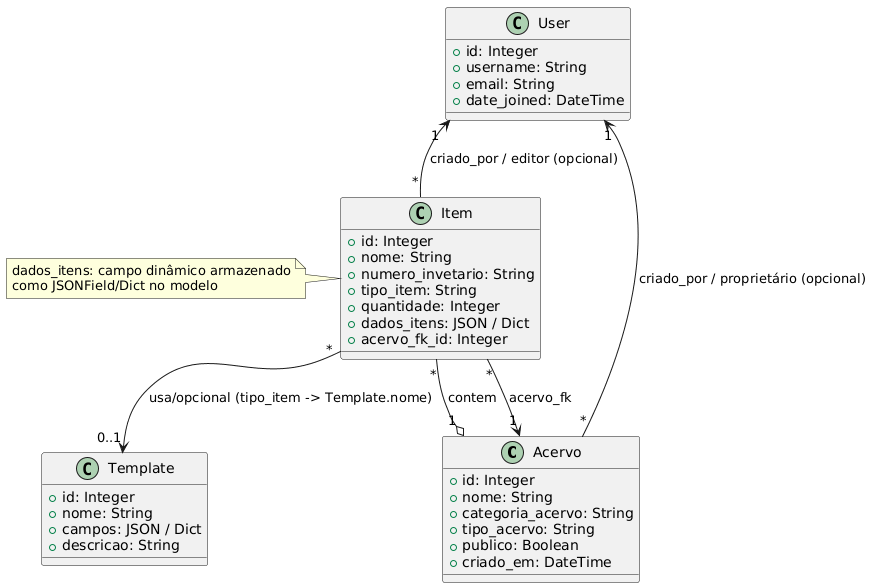 C User
id: Integer
username: String
email: String
date_joined: DateTime
1
1
criado_por / editor (opcional)
*
C Item
id: Integer
nome: String
numero_invetario: String
tipo_item: String
quantidade: Integer
dados_itens: JSON / Dict
acervo_fk_id: Integer
dados_itens: campo dinâmico armazenado
como JSONField/Dict no modelo
criado_por / proprietário (opcional)
*
*
*
usa/opcional (tipo_item -> Template.nome)
contem
acervo_fk
0..1
1
1
*
C Template
id: Integer
nome: String
campos: JSON / Dict
descricao: String
C Acervo
id: Integer
nome: String
categoria_acervo: String
tipo_acervo: String
publico: Boolean
criado_em: DateTime